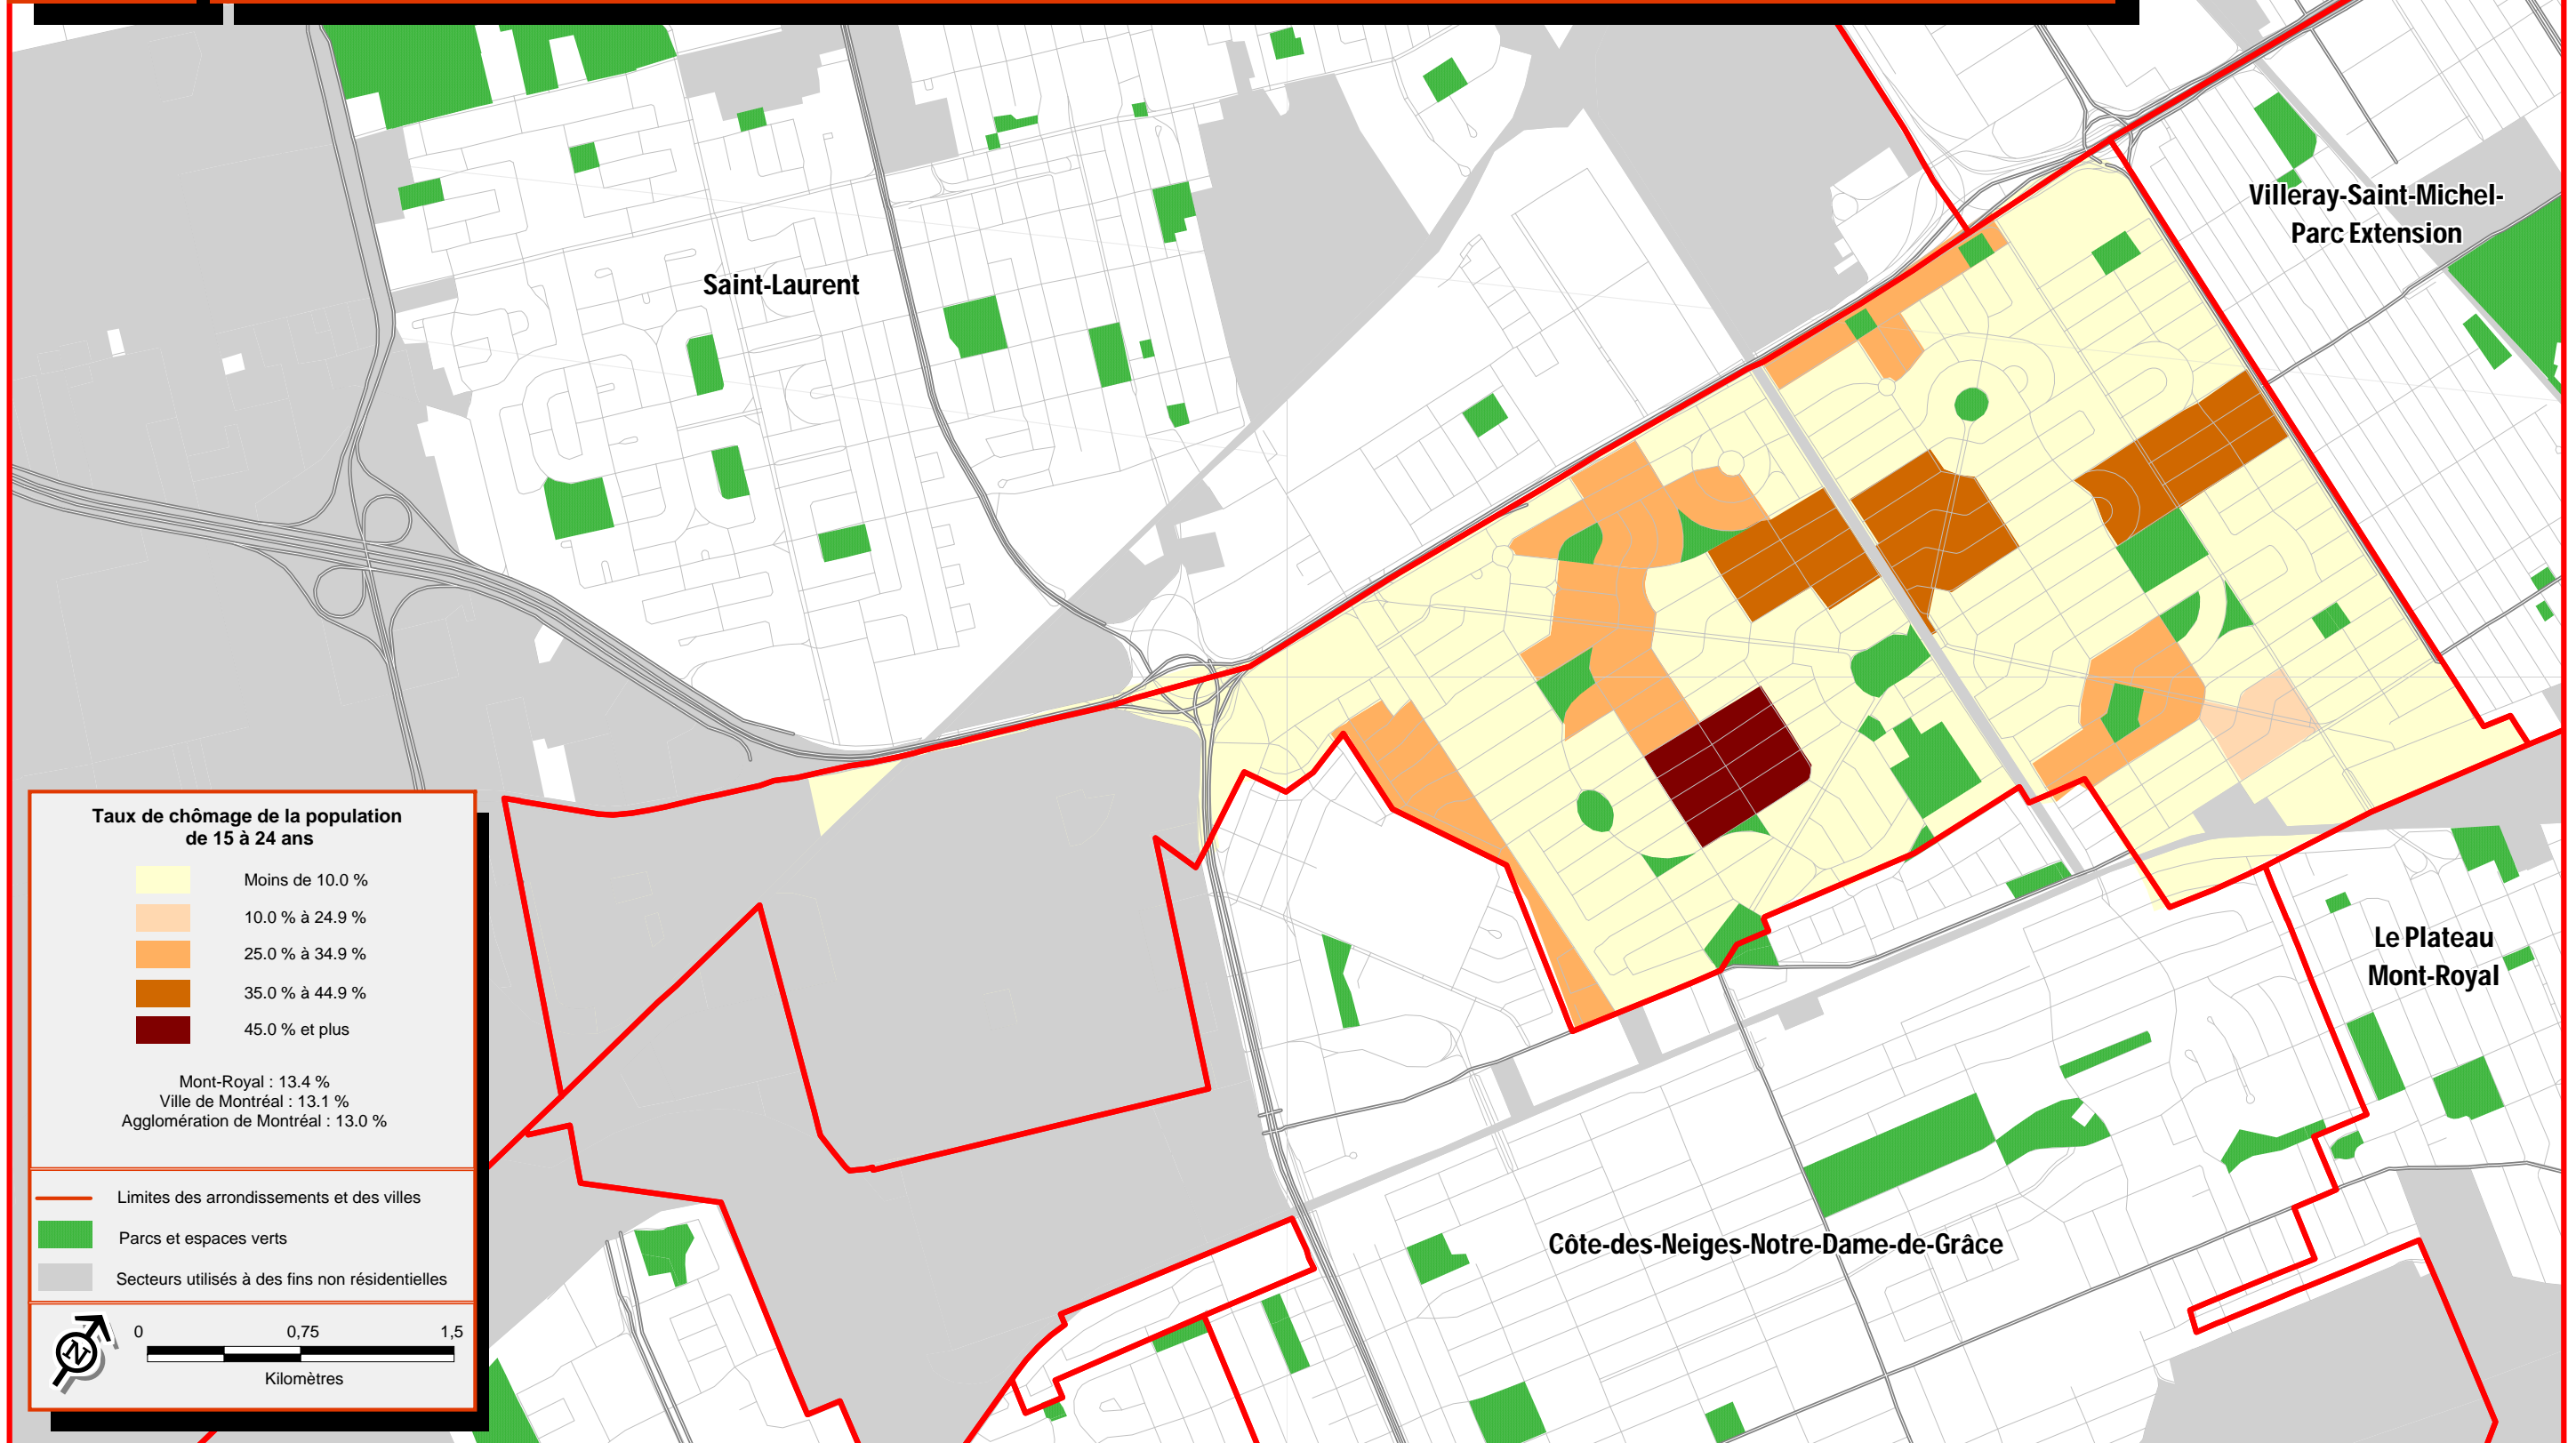 Villeray-Saint-Michel-
Parc Extension
Saint-Laurent
Taux de chômage de la population
de 15 à 24 ans
Moins de 10.0 %
10.0 % à 24.9 %
25.0 % à 34.9 %
35.0 % à 44.9 %
45.0 % et plus
Mont-Royal : 13.4 %
Ville de Montréal : 13.1 %
Agglomération de Montréal : 13.0 %
Limites des arrondissements et des villes
Parcs et espaces verts
Secteurs utilisés à des fins non résidentielles
N
0 0,75 1,5
Kilomètres
Le Plateau
Mont-Royal
Côte-des-Neiges-Notre-Dame-de-Grâce